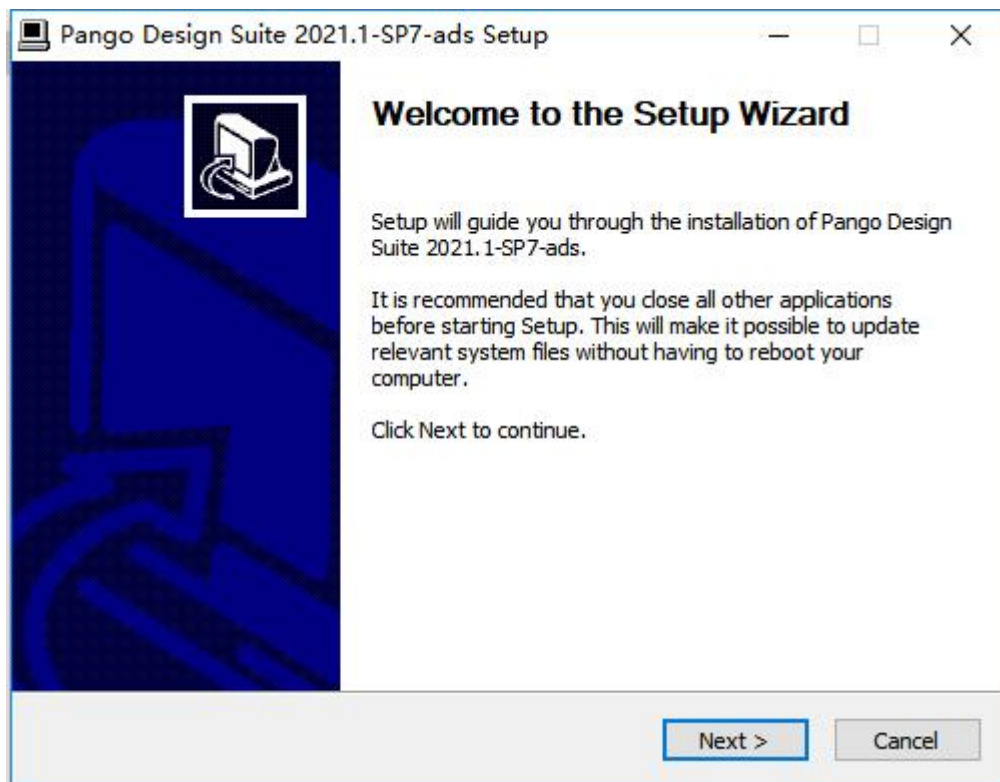 Pango Design Suite 2021.1-SP7-ads Setup
Welcome to the Setup Wizard
Setup will guide you through the installation of Pango Design
Suite 2021.1-SP7-ads.
It is recommended that you close all other applications
before starting Setup. This will make it possible to update
relevant system files without having to reboot your
computer.
Click Next to continue.
Next >
Cancel